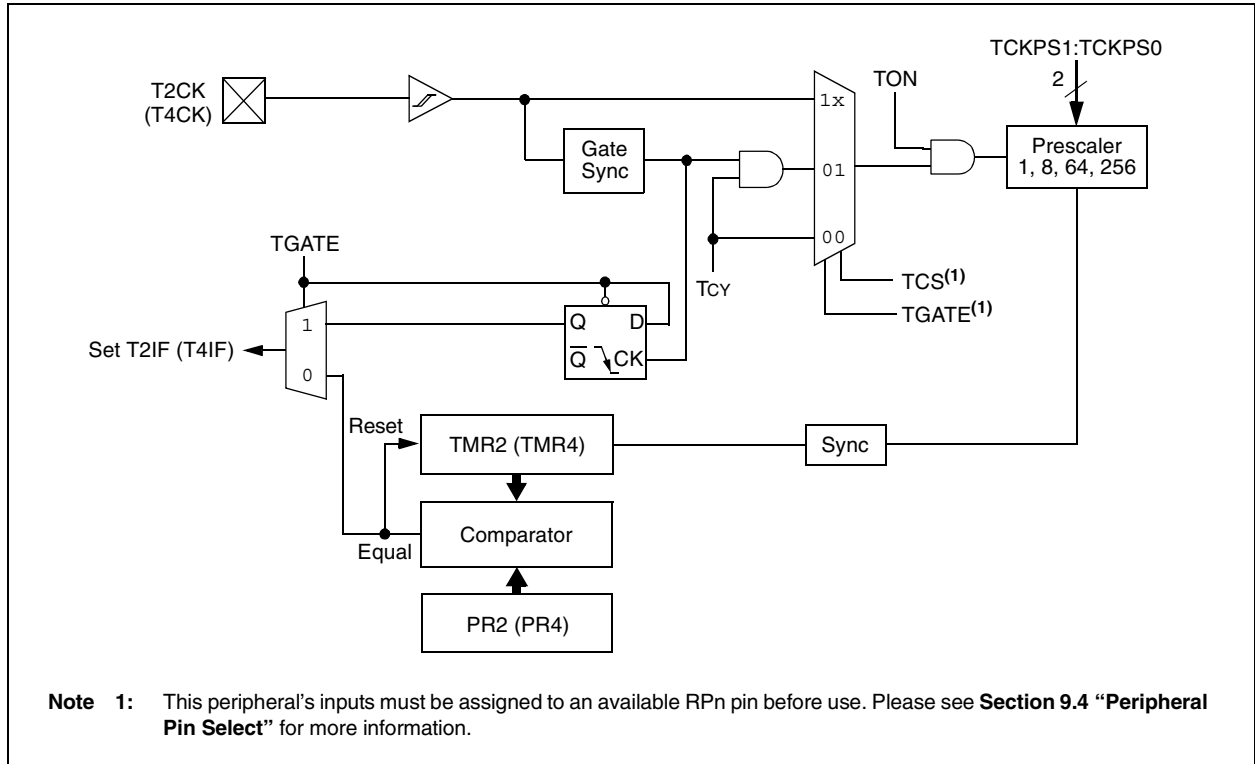 TCKPS1:TCKPS0
2
TON
T2CK
(T4CK)
1x
Gate
Sync
Prescaler
1, 8, 64, 256
01
00
TGATE
TCY
TCS(1)
TGATE(1)
1
Q
D
Set T2IF (T4IF)
Q
CK
0
Reset
TMR2 (TMR4)
Sync
Equal
Comparator
PR2 (PR4)
Note 1: This peripheral's inputs must be assigned to an available RPn pin before use. Please see Section 9.4 “Peripheral
Pin Select” for more information.